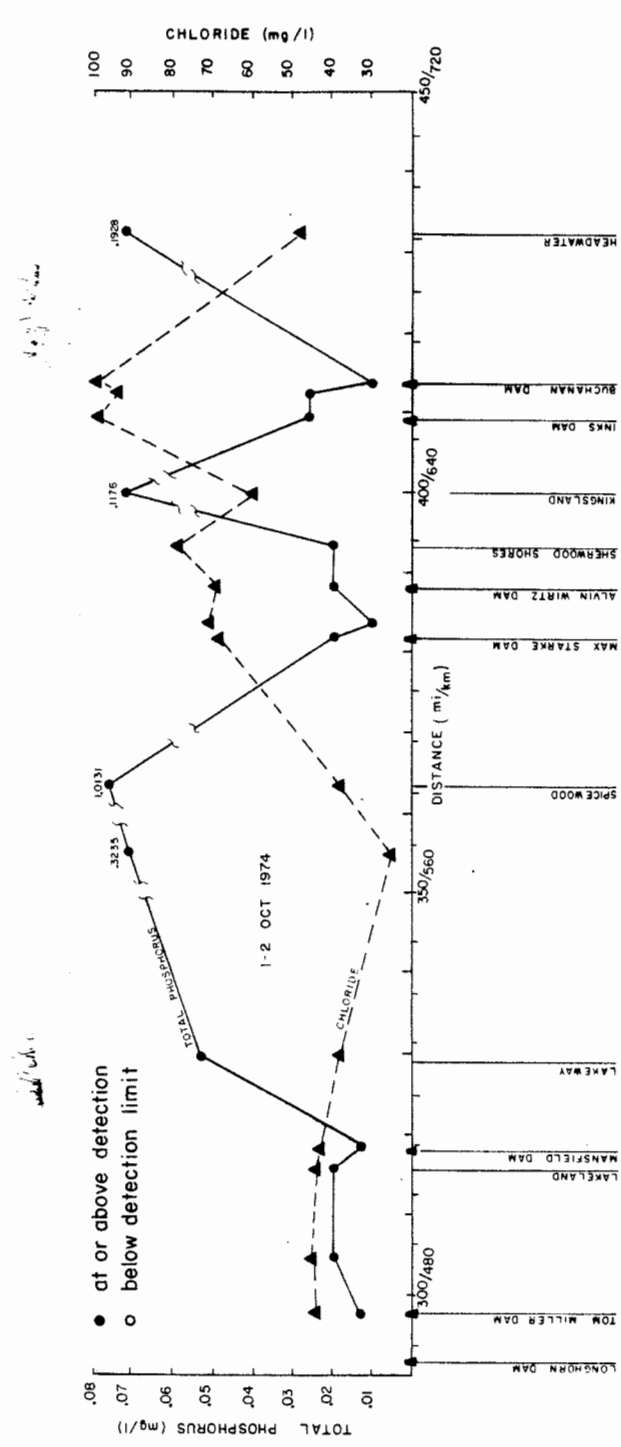 CHLORIDE (mg/l)
100
90
80
70
60
50
40
30
TOTAL PHOSPHORUS (mg/l)
.08
.07
.06
.05
.04
.03
.02
.01
● at or above detection
○ below detection limit
1-2 OCT 1974
TOTAL PHOSPHORUS
CHLORIDE
.3235
1.0131
.1176
.1928
300/480
350/560
400/640
450/720
DISTANCE (mi/km)
LONGHORN DAM
TOM MILLER DAM
LAKELAND
MANSFIELD DAM
LAKEWAY
SPICEWOOD
MAX STARKE DAM
ALVIN WIRTZ DAM
SHERWOOD SHORES
KINGSLAND
INKS DAM
BUCHANAN DAM
HEADWATER